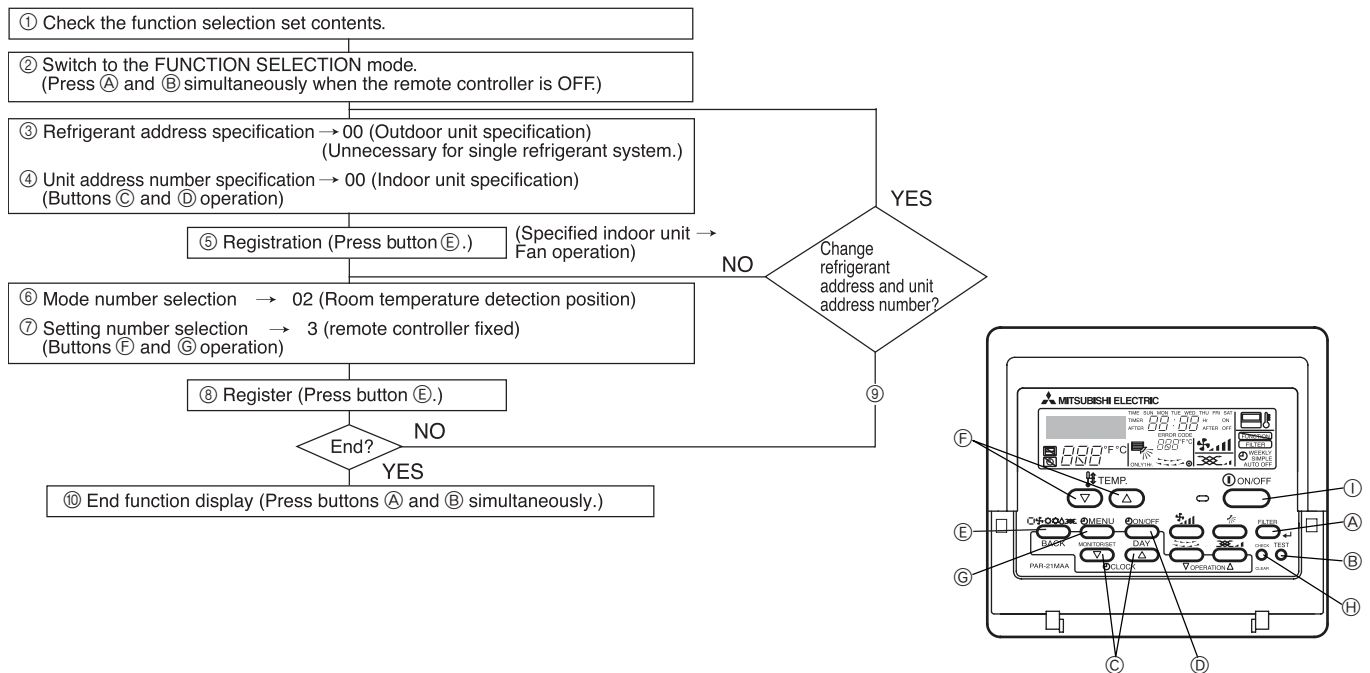 ① Check the function selection set contents.
② Switch to the FUNCTION SELECTION mode.
(Press Ⓐ and Ⓑ simultaneously when the remote controller is OFF.)
③ Refrigerant address specification → 00 (Outdoor unit specification)
(Unnecessary for single refrigerant system.)
④ Unit address number specification → 00 (Indoor unit specification)
(Buttons Ⓒ and Ⓓ operation)
YES
⑤ Registration (Press button Ⓔ.)
(Specified indoor unit →
Fan operation)
NO
Change
refrigerant
address and unit
address number?
⑥ Mode number selection → 02 (Room temperature detection position)
⑦ Setting number selection → 3 (remote controller fixed)
(Buttons Ⓕ and Ⓖ operation)
⑧ Register (Press button Ⓔ.)
⑨
End?
NO
YES
⑩ End function display (Press buttons Ⓐ and Ⓑ simultaneously.)
MITSUBISHI ELECTRIC
TIME SUN MON TUE WED THU FRI SAT
TIMER Hr ON
AFTER AFTER OFF
ERROR CODE
°F°C
°F°C
ONLY1Hr.
FUNCTION
FILTER
WEEKLY
SIMPLE
AUTO OFF
Ⓕ
TEMP.
ON/OFF
Ⓘ
MENU
ON/OFF
FILTER
Ⓐ
Ⓔ
BACK
MONITOR/SET
DAY
CHECK
TEST
Ⓑ
Ⓖ
PAR-21MAA
CLOCK
▽ OPERATION △
CLEAR
Ⓗ
Ⓒ
Ⓓ